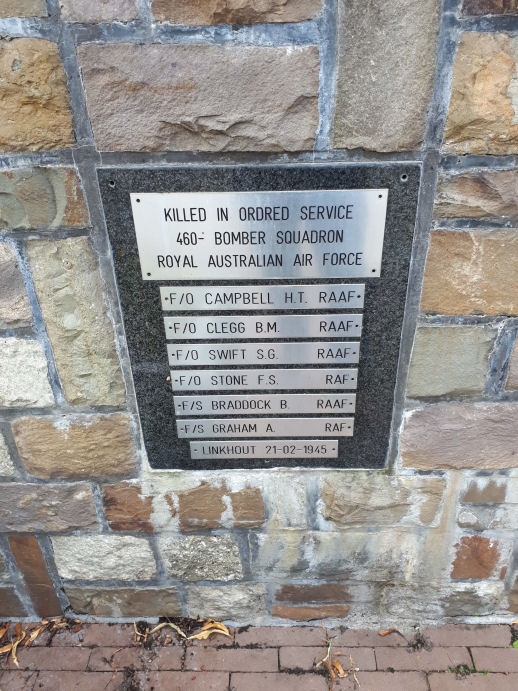 KILLED IN ORDRED SERVICE
460- BOMBER SQUADRON
ROYAL AUSTRALIAN AIR FORCE
F/O CAMPBELL H.T. RAAF
F/O CLEGG B.M. RAAF
F/O SWIFT S.G. RAAF
F/O STONE F.S. RAF
F/S BRADDOCK B. RAAF
F/S GRAHAM A. RAF
LINKHOUT 21-02-1945